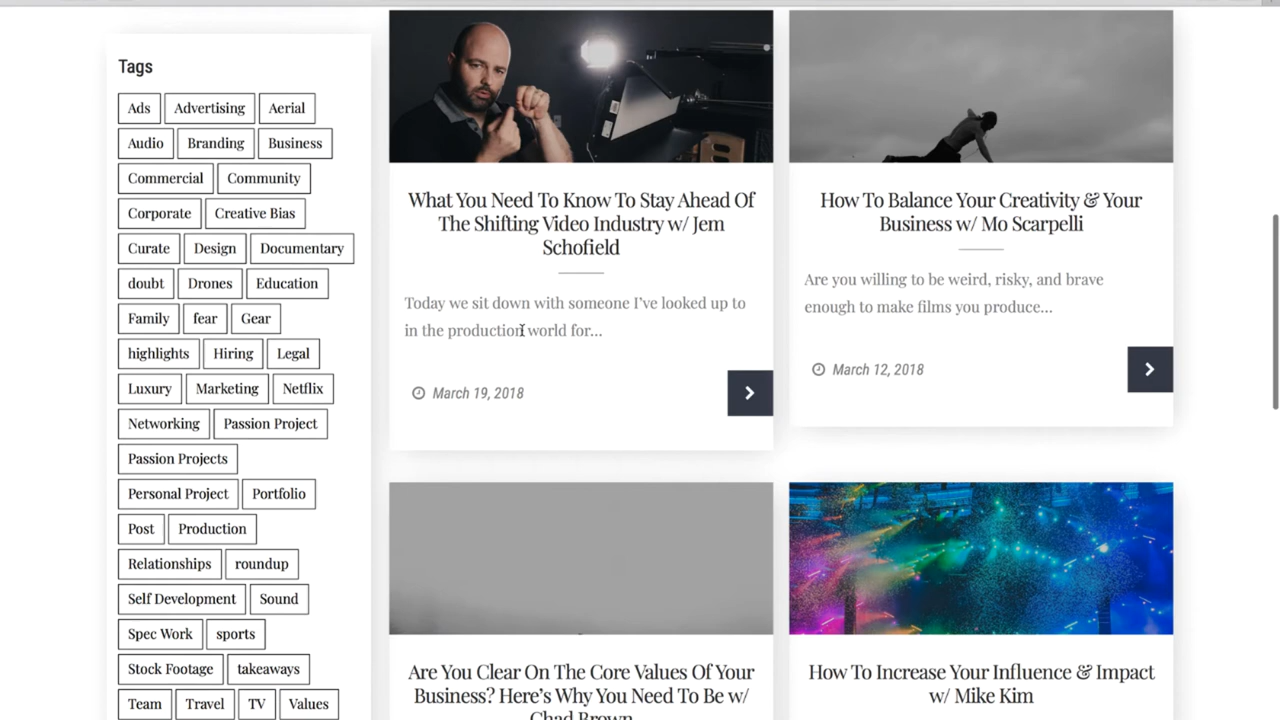 Tags
Ads Advertising Aerial
Audio Branding Business
Commercial Community
Corporate Creative Bias
Curate Design Documentary
doubt Drones Education
Family fear Gear
highlights Hiring Legal
Luxury Marketing Netflix
Networking Passion Project
Passion Projects
Personal Project Portfolio
Post Production
Relationships roundup
Self Development Sound
Spec Work sports
Stock Footage takeaways
Team Travel TV Values
What You Need To Know To Stay Ahead Of
The Shifting Video Industry w/ Jem
Schofield
Today we sit down with someone I've looked up to
in the production world for...
March 19, 2018
How To Balance Your Creativity & Your
Business w/ Mo Scarpelli
Are you willing to be weird, risky, and brave
enough to make films you produce...
March 12, 2018
Are You Clear On The Core Values Of Your
Business? Here's Why You Need To Be w/
Chad Brown
How To Increase Your Influence & Impact
w/ Mike Kim